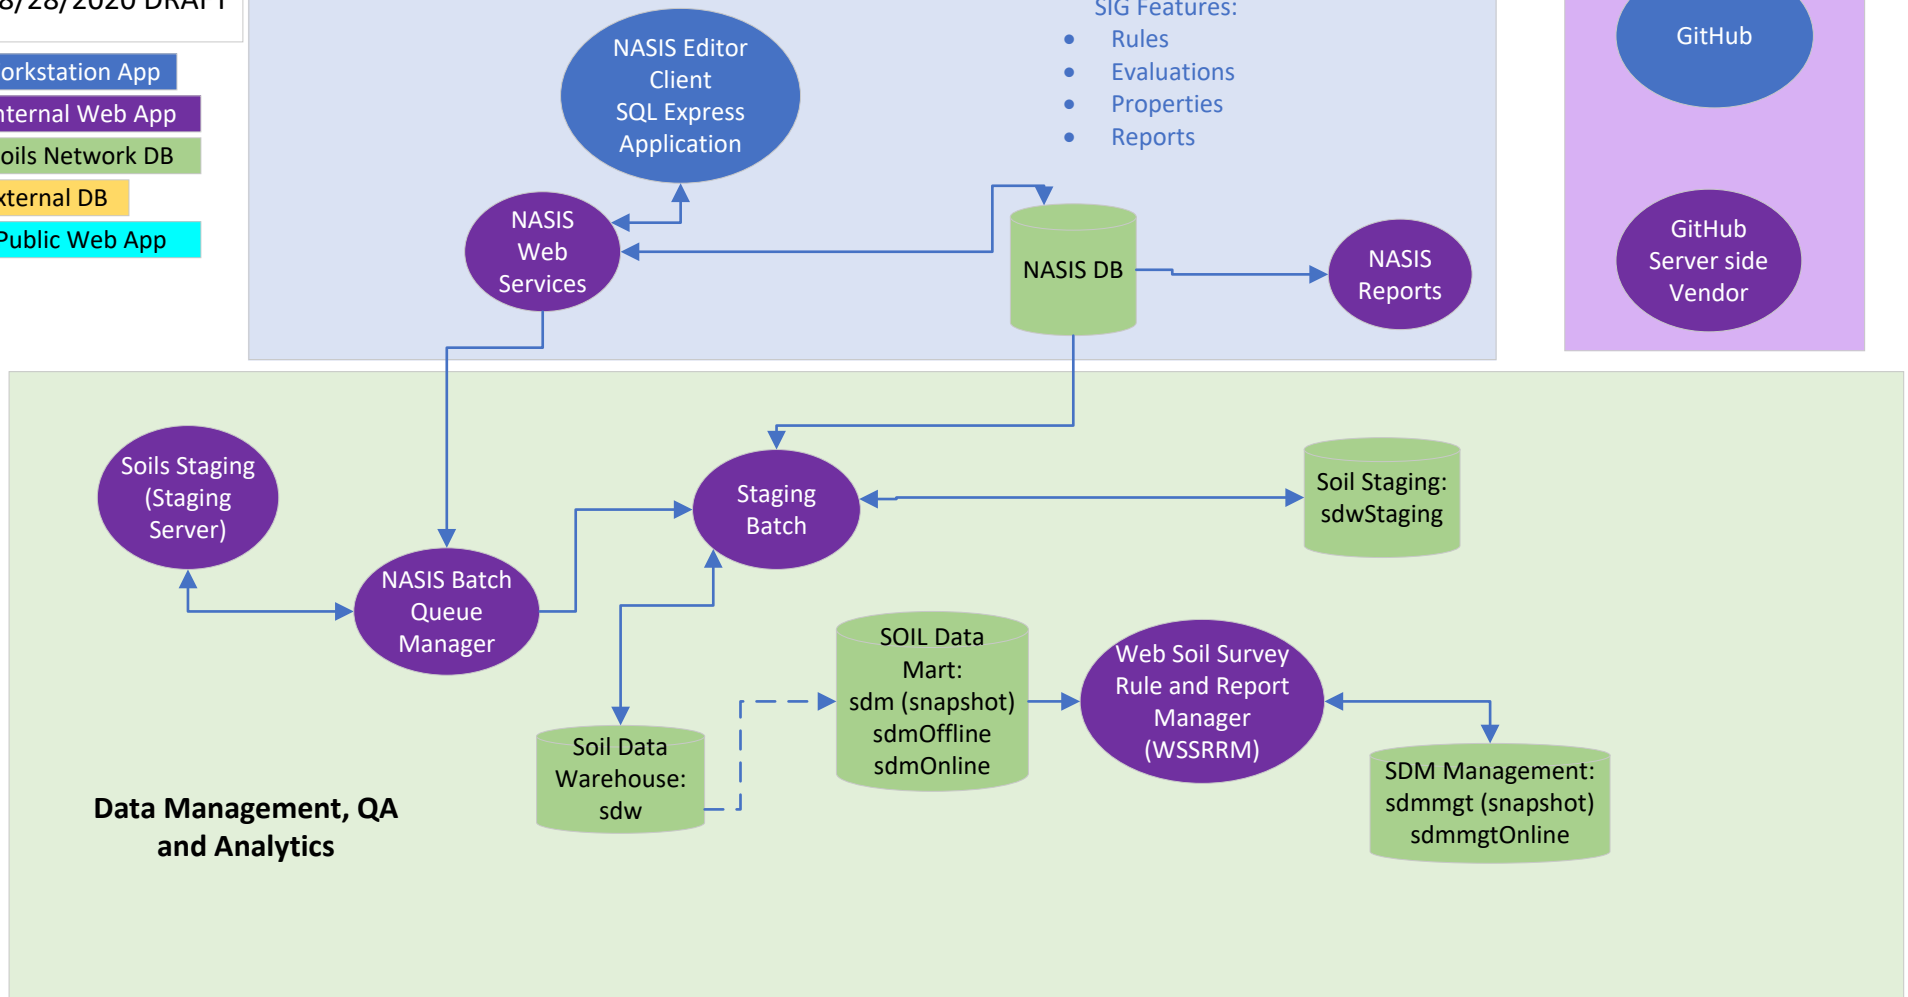 8/28/2020 DRAFT
orkstation App
nternal Web App
oils Network DB
xternal DB
Public Web App
NASIS Editor
Client
SQL Express
Application
SIG Features:
• Rules
• Evaluations
• Properties
• Reports
GitHub
NASIS
Web
Services
NASIS DB
NASIS
Reports
GitHub
Server side
Vendor
Soils Staging
(Staging
Server)
NASIS Batch
Queue
Manager
Staging
Batch
Soil Staging:
sdwStaging
Soil Data
Warehouse:
sdw
SOIL Data
Mart:
sdm (snapshot)
sdmOffline
sdmOnline
Web Soil Survey
Rule and Report
Manager
(WSSRRM)
SDM Management:
sdmmgt (snapshot)
sdmmgtOnline
Data Management, QA
and Analytics